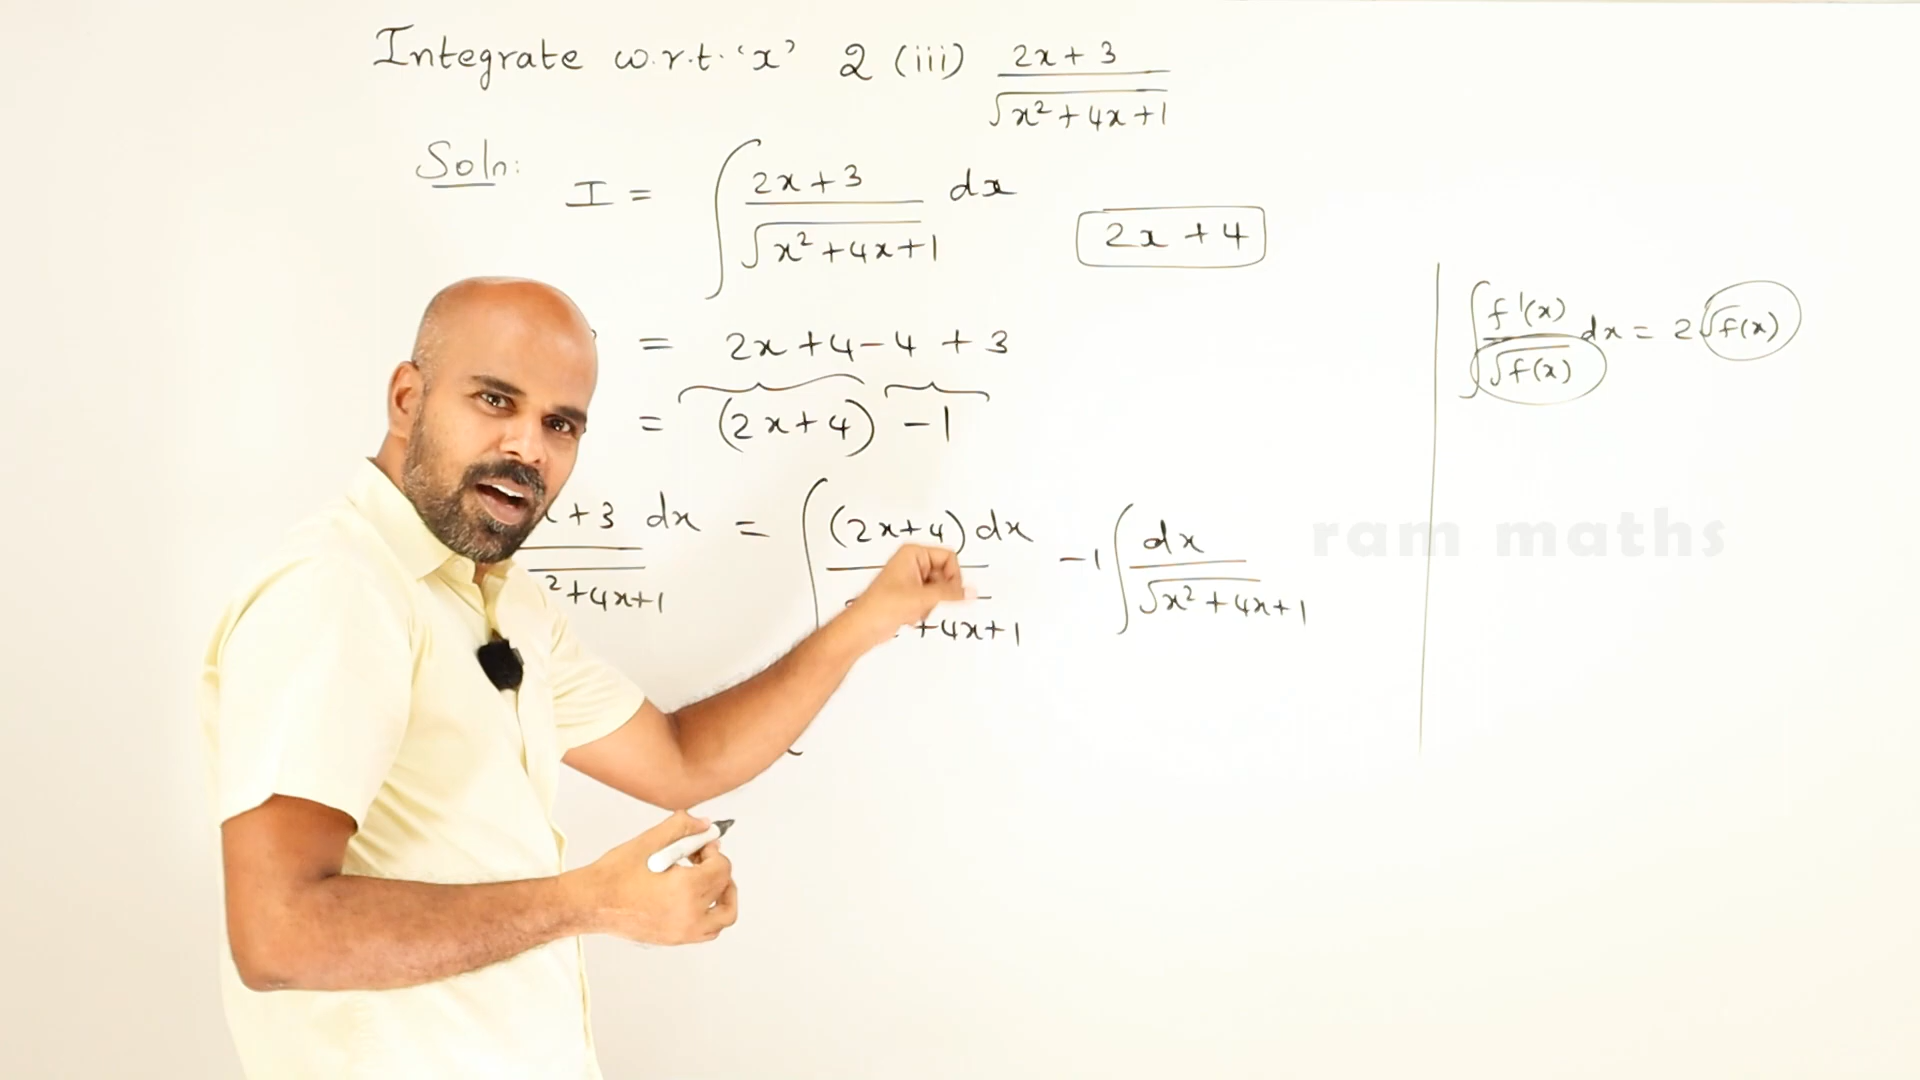 Integrate w.r.t. 'x' 2 (iii) 2x + 3
√x² + 4x + 1
Soln:
I = ∫ 2x + 3 dx
√x² + 4x + 1
2x + 4
= 2x + 4 - 4 + 3
= (2x + 4) - 1
∫ f'(x) dx = 2√f(x)
√f(x)
+ 3 dx = ∫ (2x + 4) dx - 1 ∫ dx
² + 4x + 1 + 4x + 1 √x² + 4x + 1
ram maths